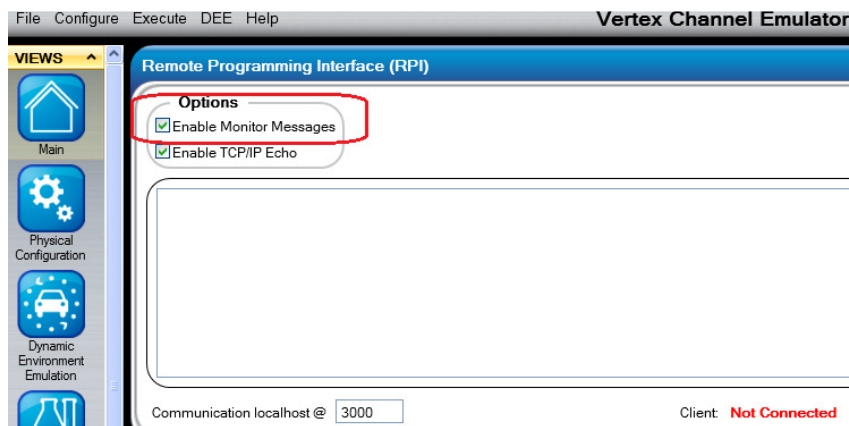 File Configure Execute DEE Help
Vertex Channel Emulator
VIEWS
Remote Programming Interface (RPI)
Options
Enable Monitor Messages
Enable TCP/IP Echo
Main
Physical
Configuration
Dynamic
Environment
Emulation
Communication localhost @ 3000
Client: Not Connected